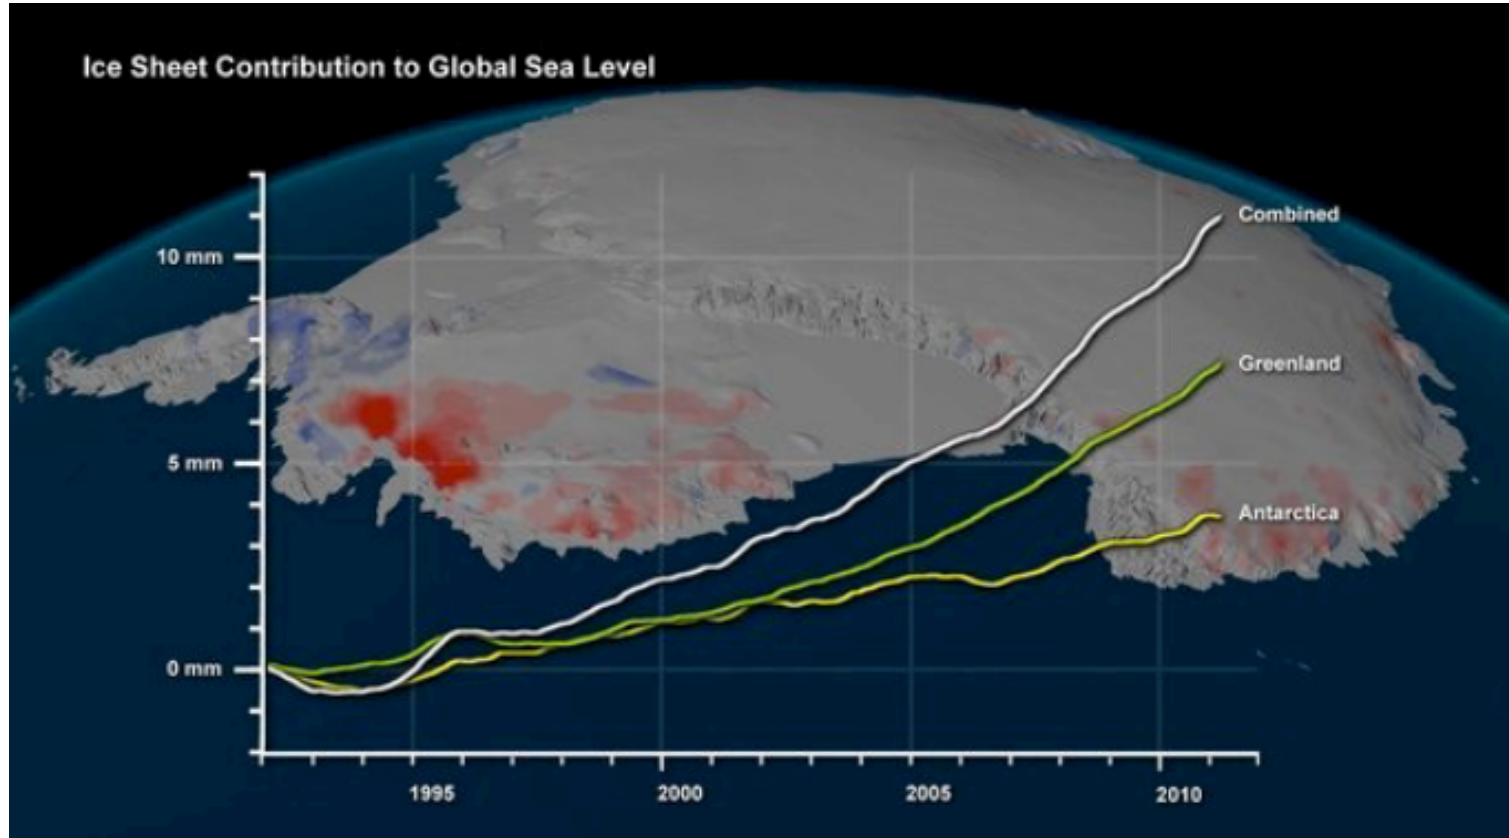 Ice Sheet Contribution to Global Sea Level
Combined
10 mm
Greenland
5 mm
Antarctica
0 mm
1995 2000 2005 2010